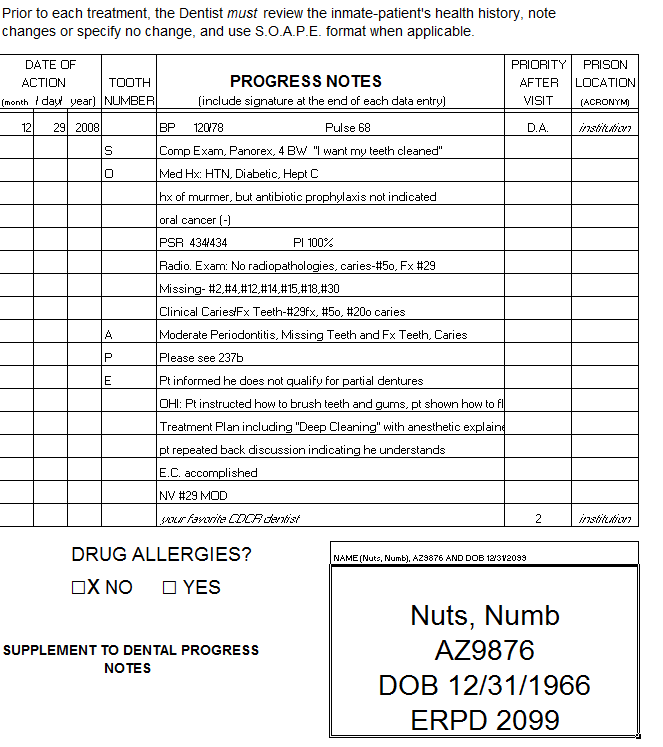 Prior to each treatment, the Dentist must review the inmate-patient's health history, note
changes or specify no change, and use S.O.A.P.E. format when applicable.
DATE OF ACTION (month / day/ year) TOOTH NUMBER PROGRESS NOTES (include signature at the end of each data entry) PRIORITY AFTER VISIT PRISON LOCATION (ACRONYM)
12 29 2008 BP 120/78 Pulse 68 D.A. institution
S Comp Exam, Panorex, 4 BW "I want my teeth cleaned"
O Med Hx: HTN, Diabetic, Hept C
hx of murmer, but antibiotic prophylaxis not indicated
oral cancer (-)
PSR 434/434 PI 100%
Radio. Exam: No radiopathologies, caries-#5o, Fx #29
Missing- #2,#4,#12,#14,#15,#18,#30
Clinical Caries/Fx Teeth-#29fx, #5o, #20o caries
A Moderate Periodontitis, Missing Teeth and Fx Teeth, Caries
P Please see 237b
E Pt informed he does not qualify for partial dentures
OHI: Pt instructed how to brush teeth and gums, pt shown how to fl
Treatment Plan including "Deep Cleaning" with anesthetic explaine
pt repeated back discussion indicating he understands
E.C. accomplished
NV #29 MOD
your favorite CDCR dentist 2 institution
DRUG ALLERGIES?
☐X NO ☐ YES
SUPPLEMENT TO DENTAL PROGRESS
NOTES
NAME (Nuts, Numb), AZ9876 AND DOB 12/31/2099
Nuts, Numb
AZ9876
DOB 12/31/1966
ERPD 2099